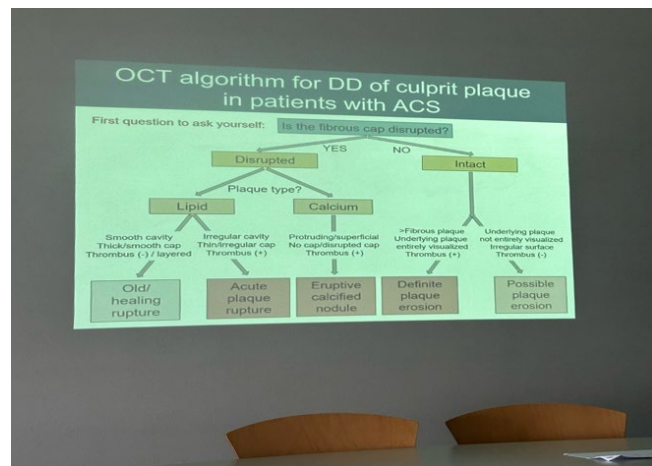 OCT algorithm for DD of culprit plaque
in patients with ACS
First question to ask yourself:
Is the fibrous cap disrupted?
YES
NO
Disrupted
Intact
Plaque type?
Lipid
Calcium
Smooth cavity
Thick/smooth cap
Thrombus (-) / layered
Irregular cavity
Thin/irregular cap
Thrombus (+)
Protruding/superficial
No cap/disrupted cap
Thrombus (+)
>Fibrous plaque
Underlying plaque
entirely visualized
Thrombus (+)
Underlying plaque
not entirely visualized
Irregular surface
Thrombus (-)
Old/
healing
rupture
Acute
plaque
rupture
Eruptive
calcified
nodule
Definite
plaque
erosion
Possible
plaque
erosion